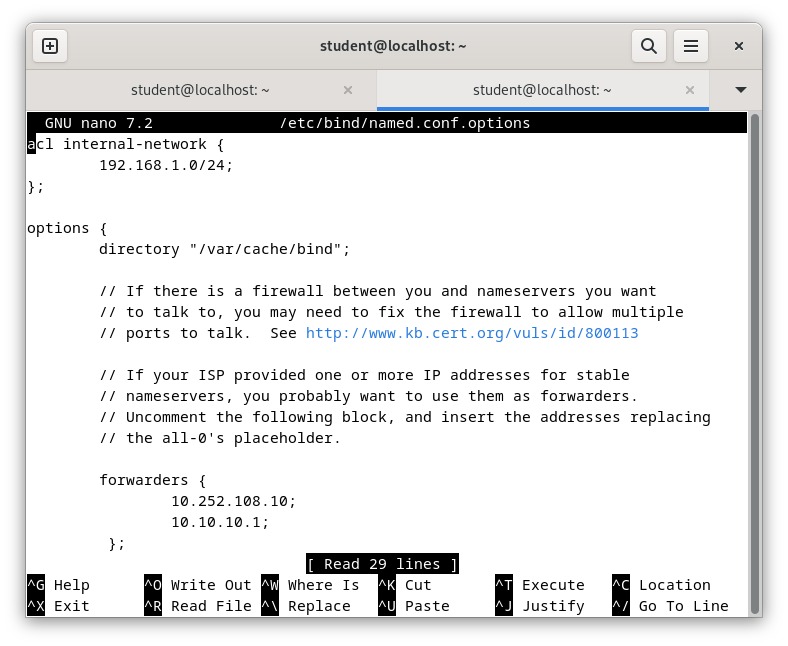 student@localhost: ~
student@localhost: ~
student@localhost: ~
GNU nano 7.2 /etc/bind/named.conf.options
acl internal-network {
192.168.1.0/24;
};
options {
directory "/var/cache/bind";
// If there is a firewall between you and nameservers you want
// to talk to, you may need to fix the firewall to allow multiple
// ports to talk.  See http://www.kb.cert.org/vuls/id/800113
// If your ISP provided one or more IP addresses for stable
// nameservers, you probably want to use them as forwarders.
// Uncomment the following block, and insert the addresses replacing
// the all-0's placeholder.
forwarders {
10.252.108.10;
10.10.10.1;
};
[ Read 29 lines ]
^G Help ^O Write Out ^W Where Is ^K Cut ^T Execute ^C Location
^X Exit ^R Read File ^\ Replace ^U Paste ^J Justify ^/ Go To Line